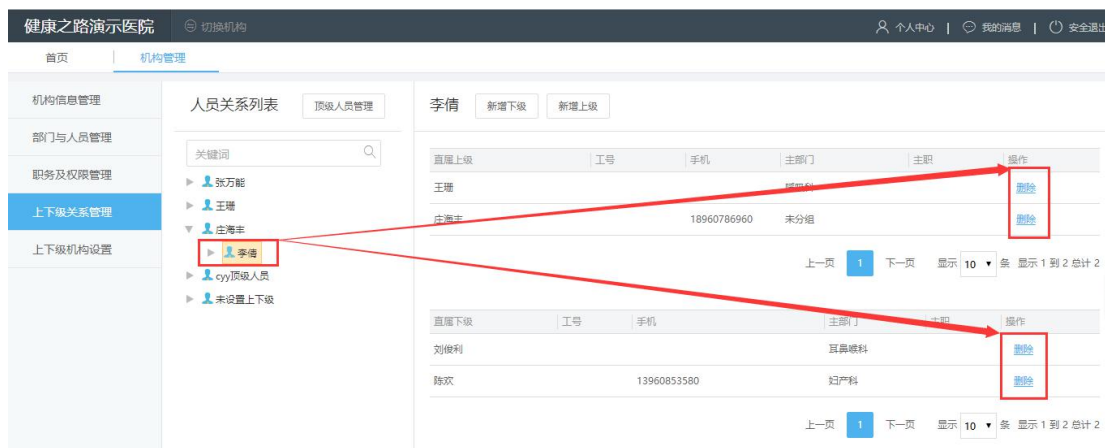 健康之路演示医院 切换机构 个人中心 | 我的消息 | 安全退出
首页 | 机构管理
机构信息管理
部门与人员管理
职务及权限管理
上下级关系管理
上下级机构设置
人员关系列表 顶级人员管理
关键词
张万能
王珊
庄海丰
李倩
cyy顶级人员
未设置上下级
李倩 新增下级 新增上级
直属上级 工号 手机 主部门 主职 操作
王珊 呼吸科 删除
庄海丰 18960786960 未分组 删除
上一页 1 下一页 显示 10 条 显示 1 到 2 总计 2
直属下级 工号 手机 主部门 主职 操作
刘俊利 耳鼻喉科 删除
陈欢 13960853580 妇产科 删除
上一页 1 下一页 显示 10 条 显示 1 到 2 总计 2